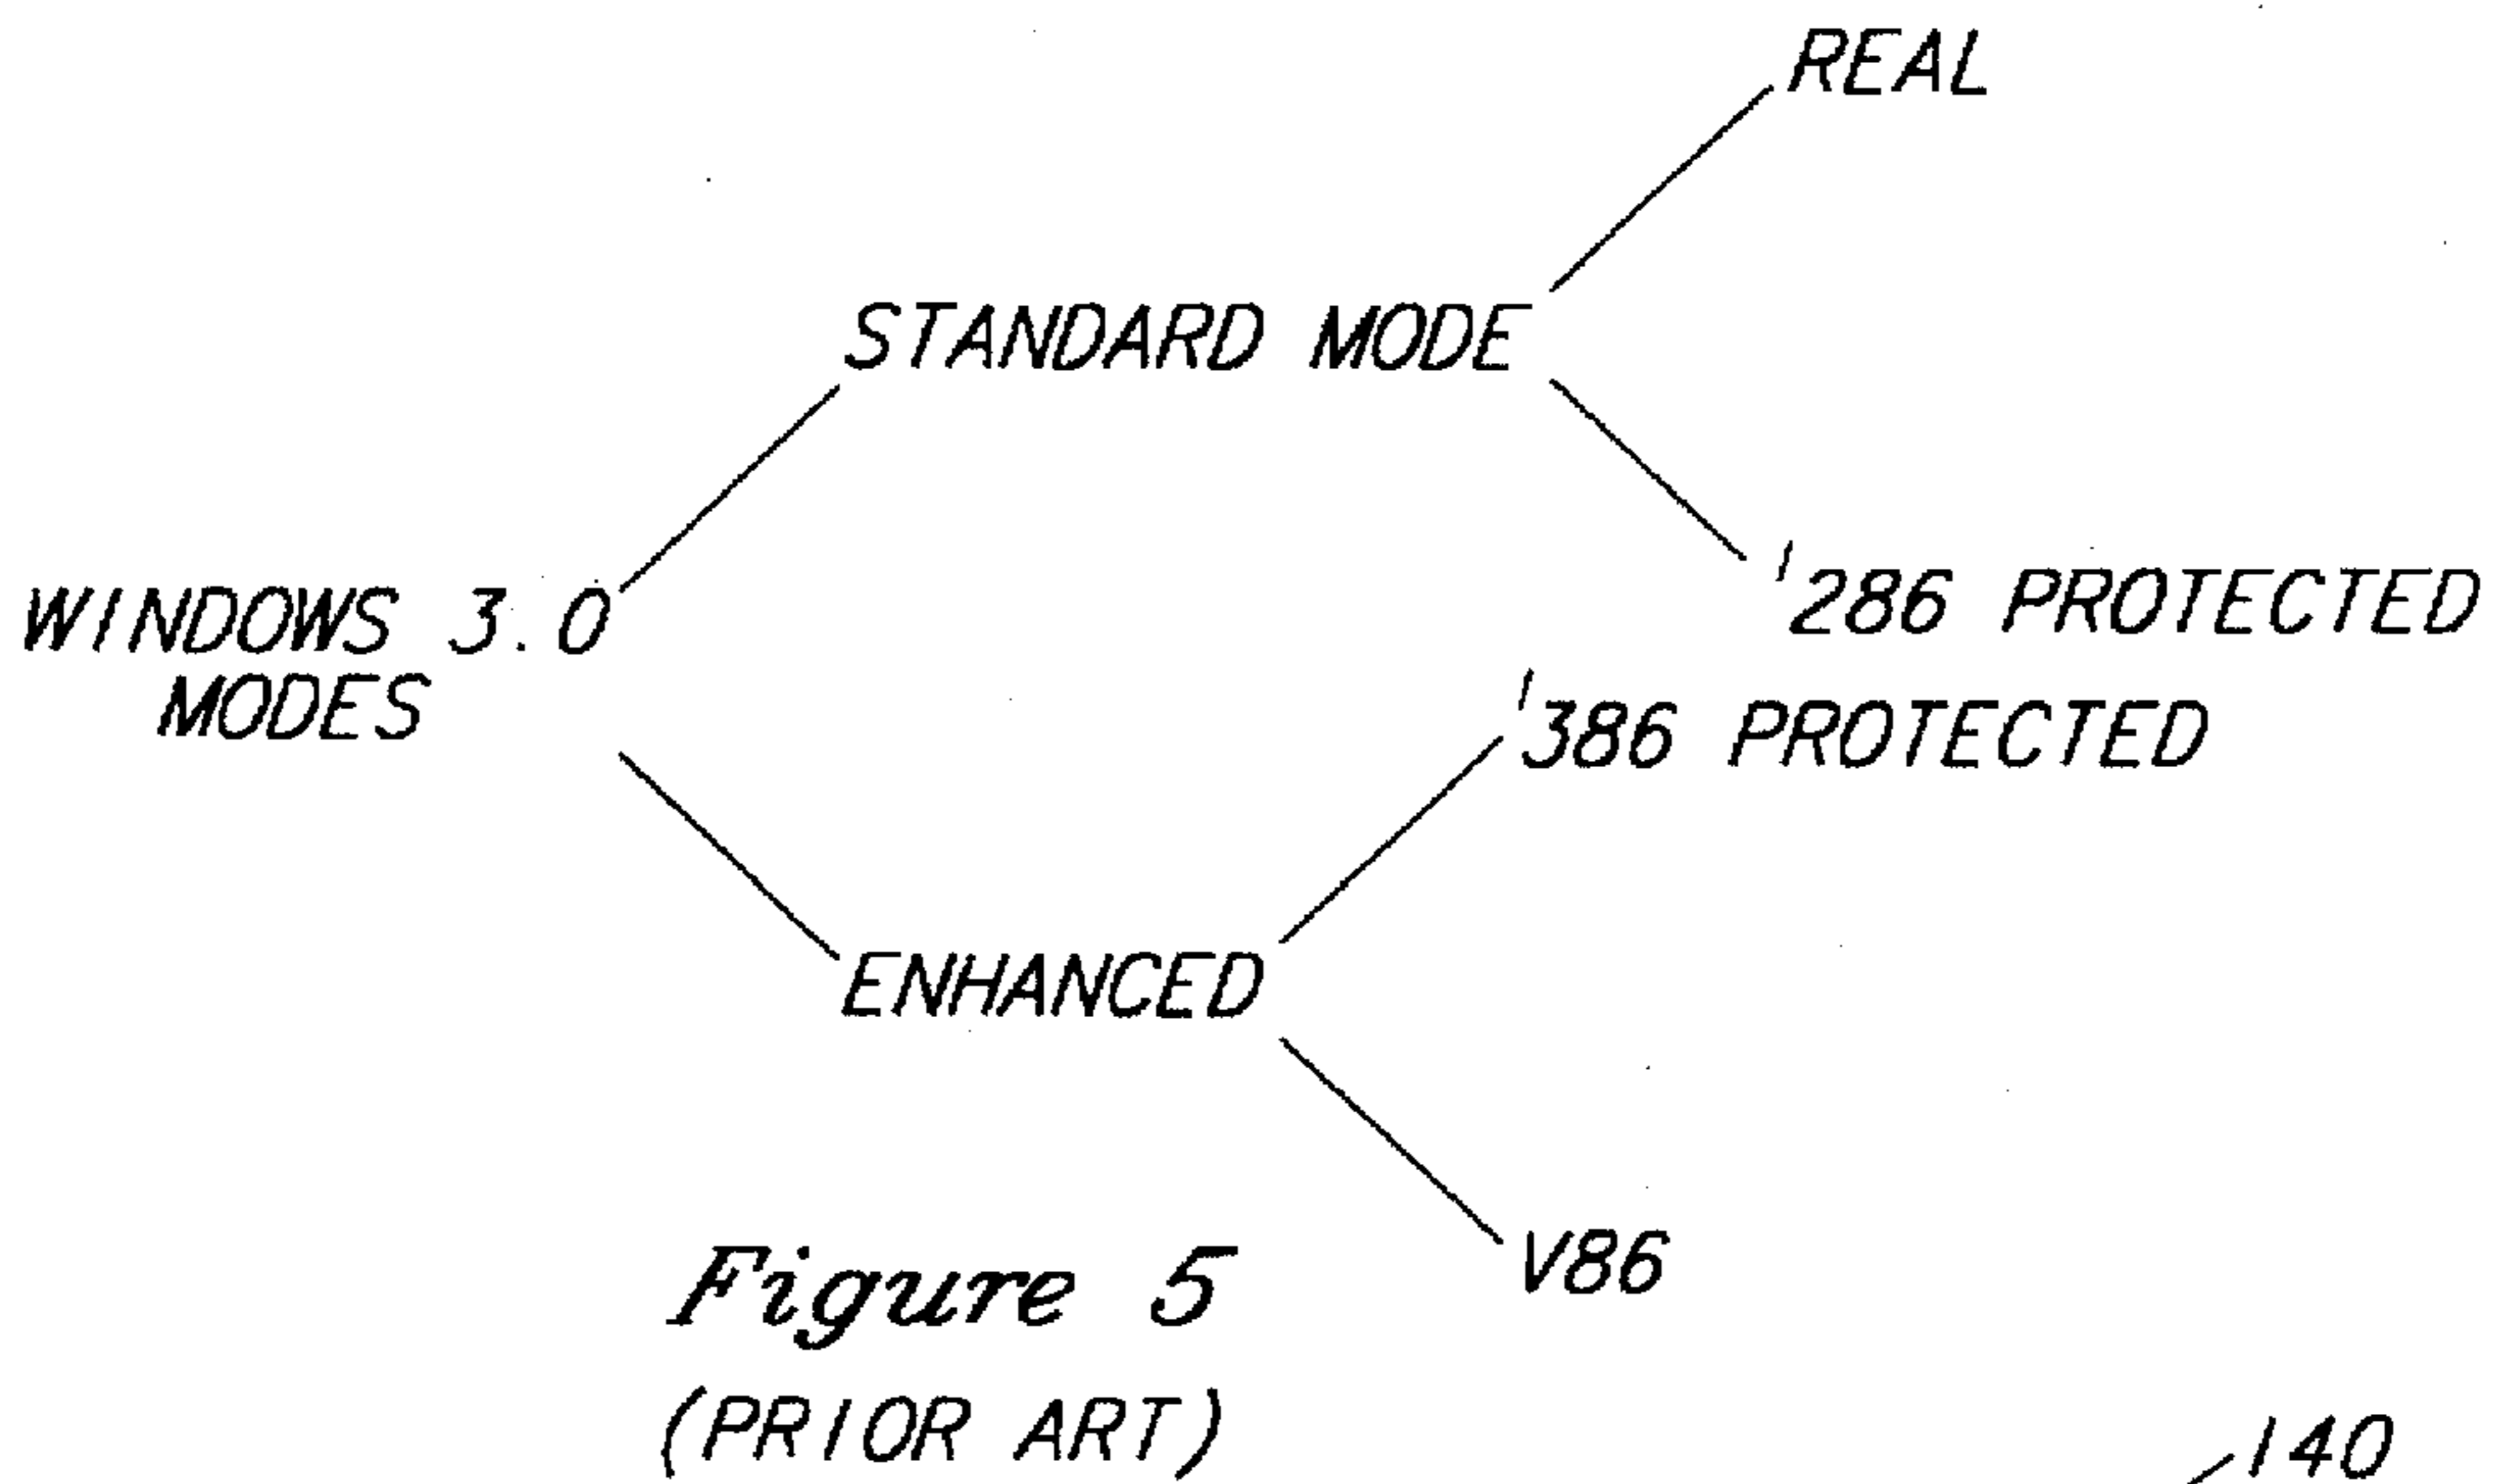 REAL
STANDARD MODE
'286 PROTECTED
WINDOWS 3.0
MODES
'386 PROTECTED
ENHANCED
V86
Figure 5
(PRIOR ART)
140